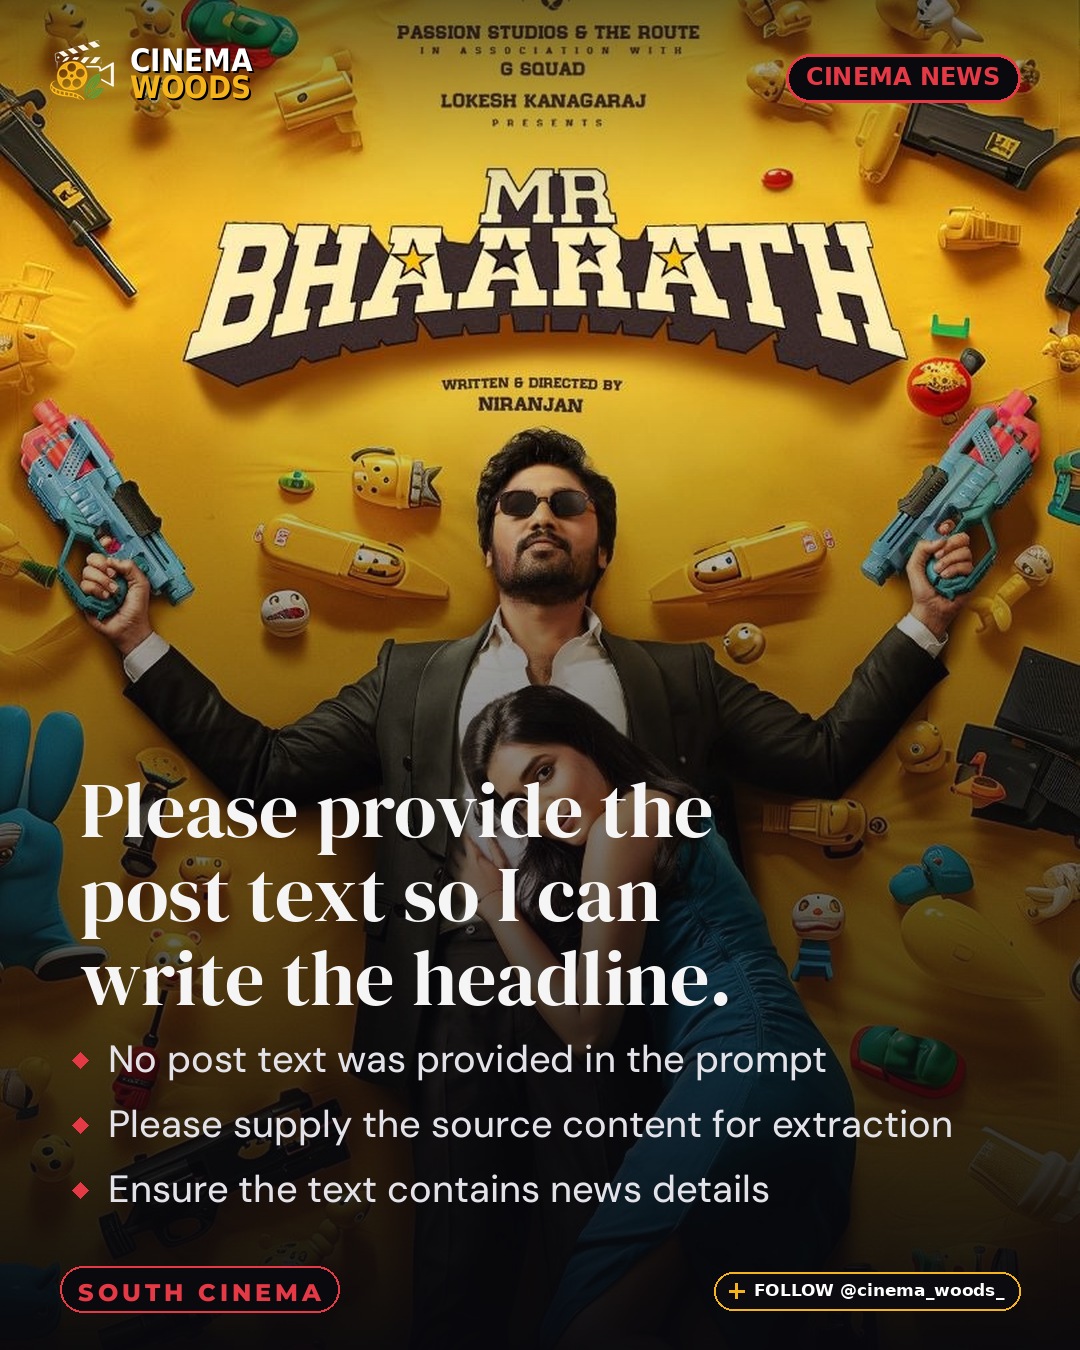 CINEMA
WOODS
CINEMA NEWS
PASSION STUDIOS & THE ROUTE
IN ASSOCIATION WITH
G SQUAD
LOKESH KANAGARAJ
PRESENTS
MR
BHAARATH
WRITTEN & DIRECTED BY
NIRANJAN
Please provide the
post text so I can
write the headline.
No post text was provided in the prompt
Please supply the source content for extraction
Ensure the text contains news details
SOUTH CINEMA
+ FOLLOW @cinema_woods_